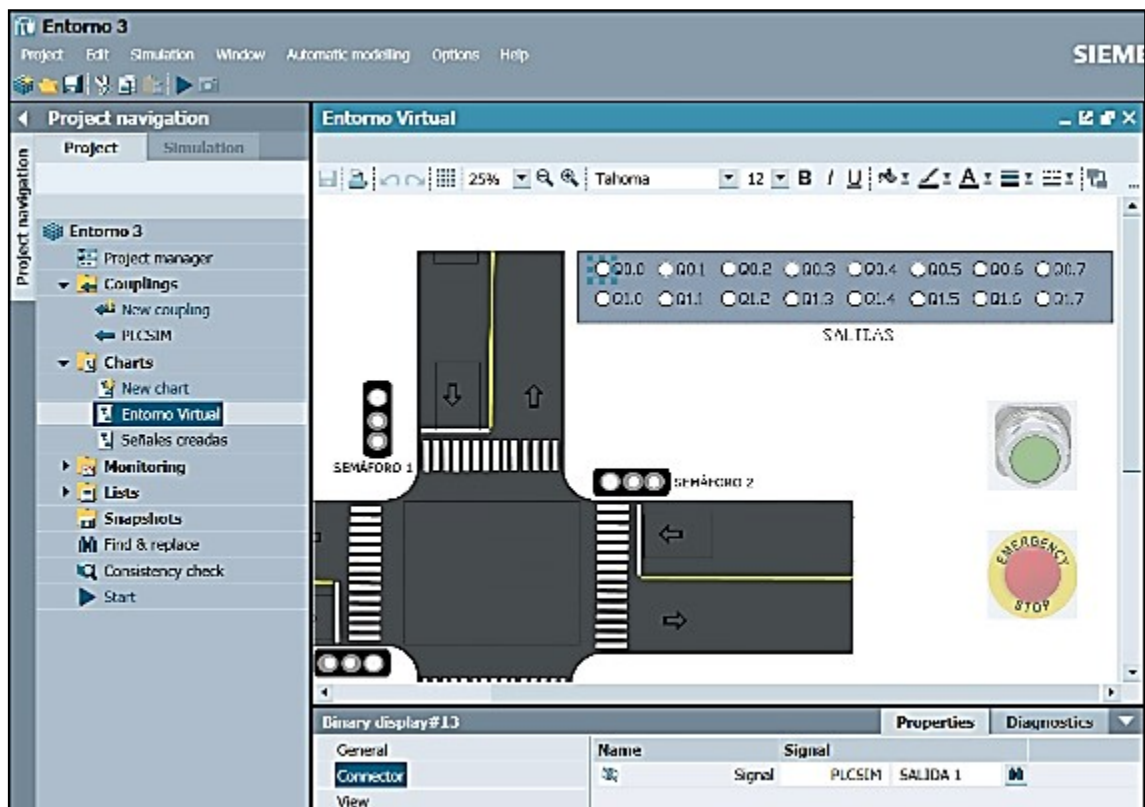 Entorno 3
Project Edit Simulation Window Automatic modelling Options Help
SIEME
Project navigation
Entorno Virtual
Project Simulation
Project navigation
25% Tahoma 12 B I U
Entorno 3
Project manager
Couplings
New coupling
PLCSIM
Charts
New chart
Entorno Virtual
Señales creadas
Monitoring
Lists
Snapshots
Find & replace
Consistency check
Start
Q0.0 Q0.1 Q0.2 Q0.3 Q0.4 Q0.5 Q0.6 Q0.7
Q1.0 Q1.1 Q1.2 Q1.3 Q1.4 Q1.5 Q1.6 Q1.7
SALIDAS
SEMÁFORO 1
SEMÁFORO 2
EMERGENCY
STOP
Binary display#13
Properties Diagnostics
General
Connector
View
Name Signal
Signal PLCSIM SALIDA 1